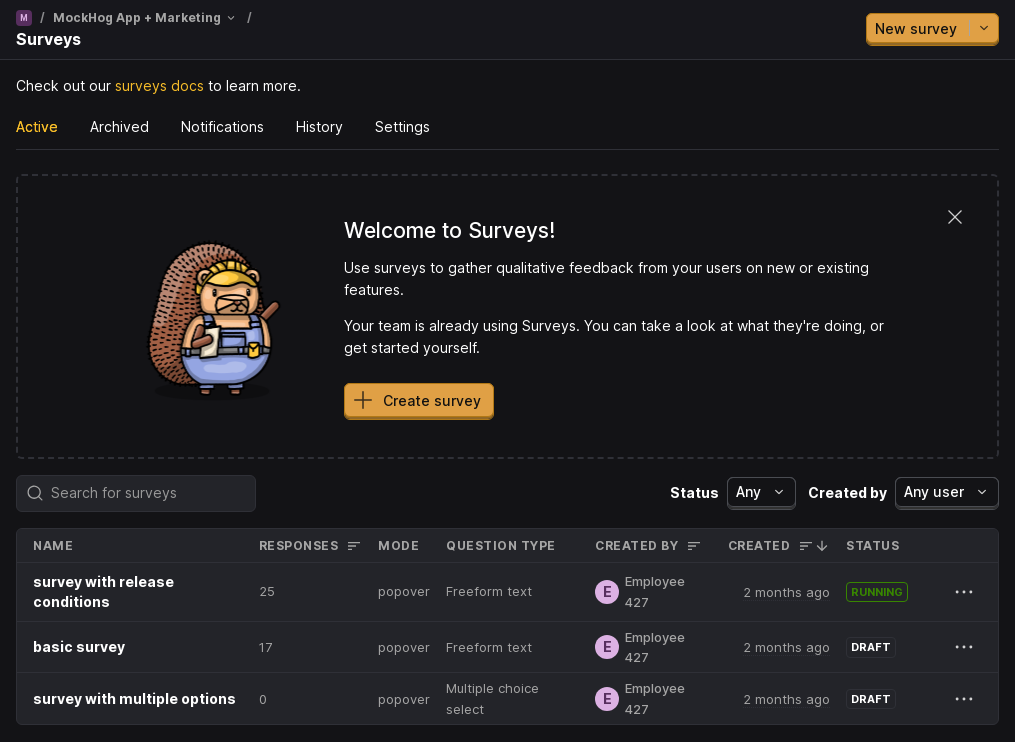 M / MockHog App + Marketing /
Surveys
New survey
Check out our surveys docs to learn more.
Active Archived Notifications History Settings
Welcome to Surveys!
Use surveys to gather qualitative feedback from your users on new or existing
features.
Your team is already using Surveys. You can take a look at what they're doing, or
get started yourself.
Create survey
Search for surveys
Status Any Created by Any user
NAME RESPONSES MODE QUESTION TYPE CREATED BY CREATED STATUS
survey with release
conditions
25 popover Freeform text E Employee
427
2 months ago RUNNING
basic survey 17 popover Freeform text E Employee
427
2 months ago DRAFT
survey with multiple options 0 popover Multiple choice
select
E Employee
427
2 months ago DRAFT